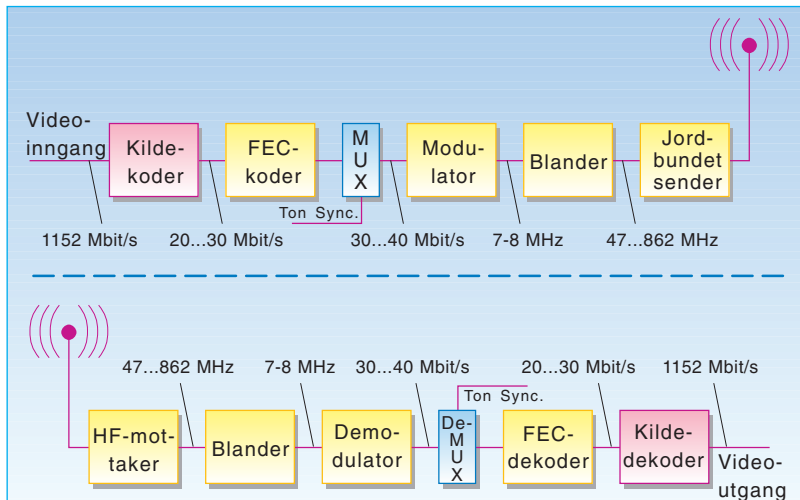 Video-
inngang
Kilde-
koder
FEC-
koder
M
U
X
Modu-
lator
Blander
Jord-
bundet
sender
Ton Sync.
1152 Mbit/s
20...30 Mbit/s
30...40 Mbit/s
7-8 MHz
47...862 MHz
47...862 MHz
7-8 MHz
30...40 Mbit/s
20...30 Mbit/s
1152 Mbit/s
Ton Sync.
HF-mot-
taker
Blander
Demo-
dulator
De-
M
U
X
FEC-
dekoder
Kilde-
dekoder
Video-
utgang